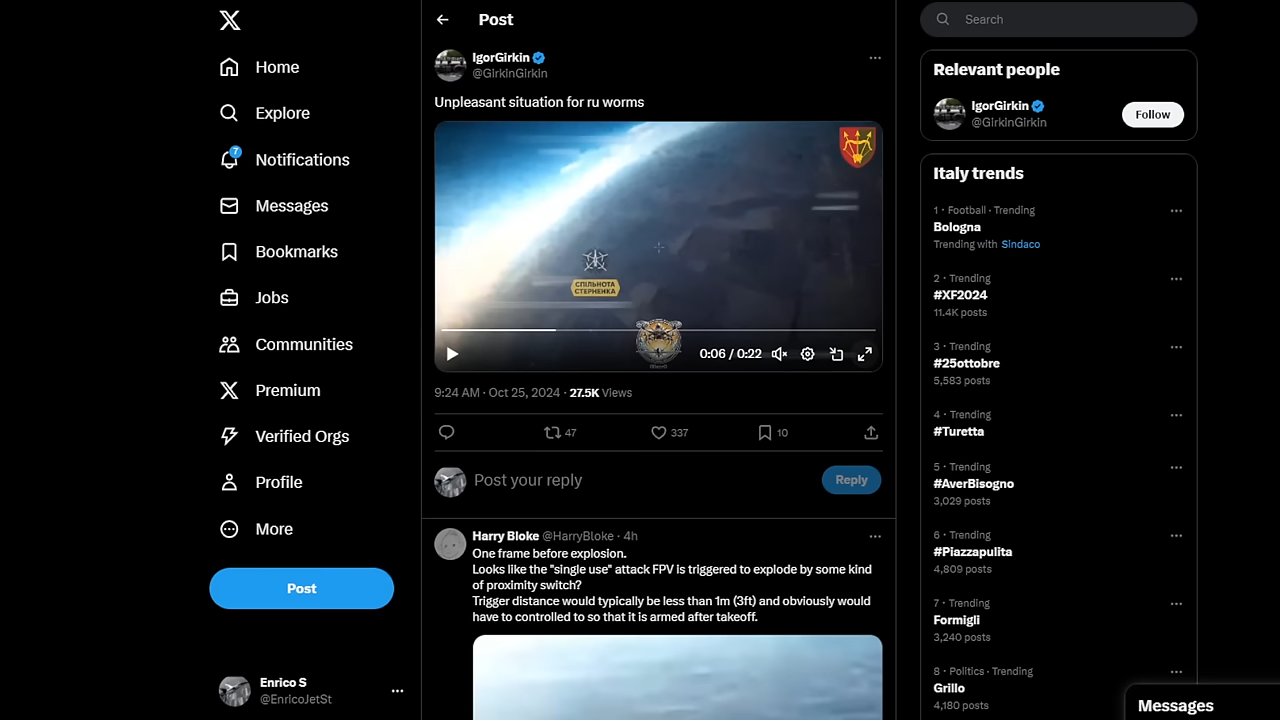 Home
Explore
7
Notifications
Messages
Bookmarks
Jobs
Communities
Premium
Verified Orgs
Profile
More
Post
Enrico S
@EnricoJetSt
Post
IgorGirkin
@GirkinGirkin
Unpleasant situation for ru worms
СПІЛЬНОТА
СТЕРНЕНКА
0:06 / 0:22
9:24 AM · Oct 25, 2024 · 27.5K Views
47
337
10
Post your reply
Reply
Harry Bloke @HarryBloke · 4h
One frame before explosion.
Looks like the "single use" attack FPV is triggered to explode by some kind
of proximity switch?
Trigger distance would typically be less than 1m (3ft) and obviously would
have to controlled to so that it is armed after takeoff.
Search
Relevant people
IgorGirkin
@GirkinGirkin
Follow
Italy trends
1 · Football · Trending
Bologna
Trending with Sindaco
2 · Trending
#XF2024
11.4K posts
3 · Trending
#25ottobre
5,583 posts
4 · Trending
#Turetta
5 · Trending
#AverBisogno
3,029 posts
6 · Trending
#Piazzapulita
4,809 posts
7 · Trending
Formigli
3,240 posts
8 · Politics · Trending
Grillo
4,180 posts
Messages